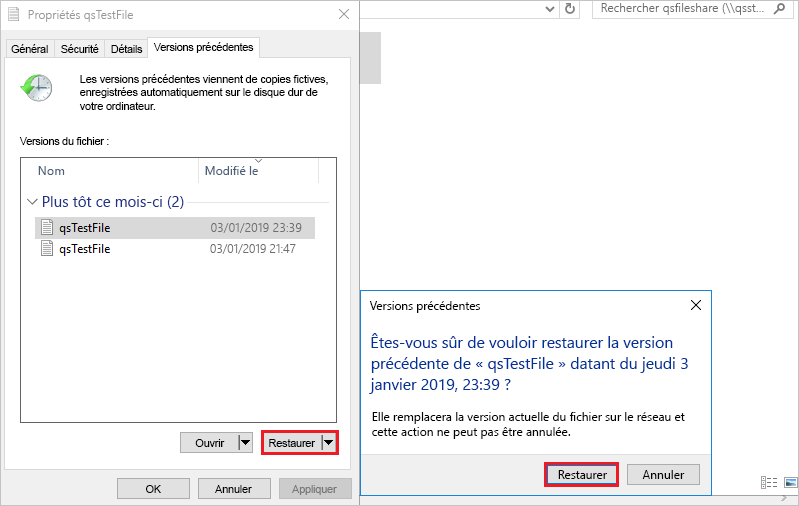 Propriétés qsTestFile
Rechercher qsfileshare (\\qsst...
Général Sécurité Détails Versions précédentes
Les versions précédentes viennent de copies fictives,
enregistrées automatiquement sur le disque dur de
votre ordinateur.
Versions du fichier :
Nom Modifié le
Plus tôt ce mois-ci (2)
qsTestFile 03/01/2019 23:39
qsTestFile 03/01/2019 21:47
Ouvrir Restaurer
OK Annuler Appliquer
Versions précédentes
Êtes-vous sûr de vouloir restaurer la version
précédente de « qsTestFile » datant du jeudi 3
janvier 2019, 23:39 ?
Elle remplacera la version actuelle du fichier sur le réseau et
cette action ne peut pas être annulée.
Restaurer Annuler